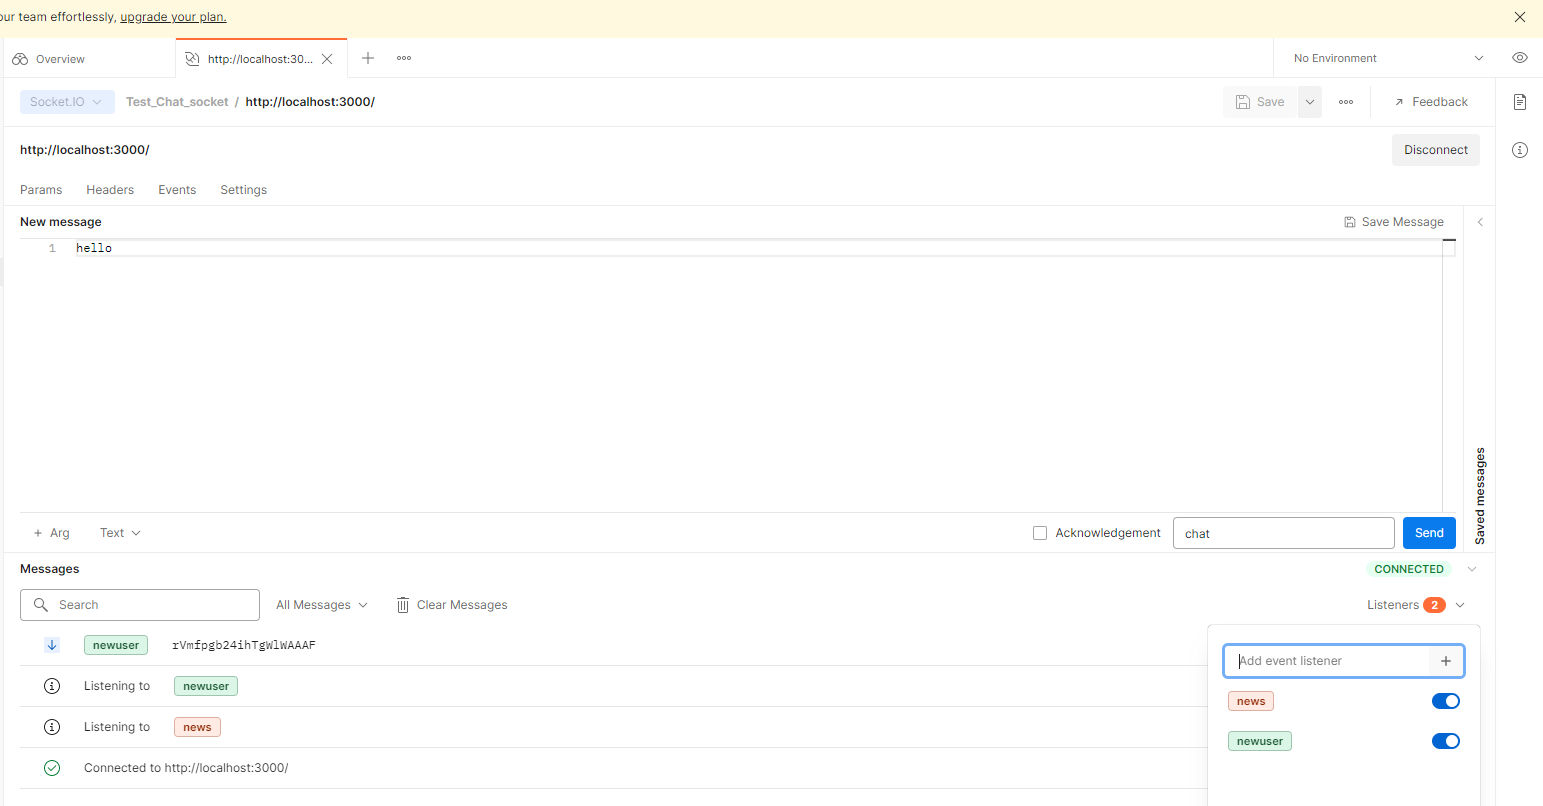 our team effortlessly, upgrade your plan.
Overview
http://localhost:30...
No Environment
Socket.IO
Test_Chat_socket / http://localhost:3000/
Save
Feedback
http://localhost:3000/
Disconnect
Params Headers Events Settings
New message
Save Message
1 hello
Saved messages
+ Arg Text
Acknowledgement chat Send
Messages
CONNECTED
Search All Messages Clear Messages
Listeners 2
newuser rVmfpgb24ihTgWlWAAAF
Listening to newuser
Listening to news
Connected to http://localhost:3000/
Add event listener +
news
newuser